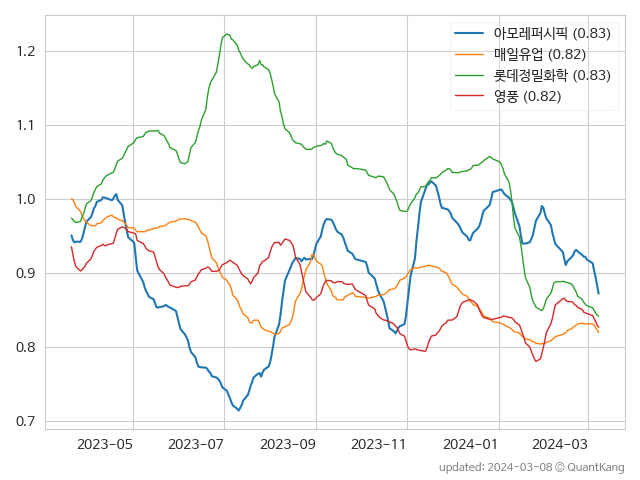 아모레퍼시픽 (0.83)
매일유업 (0.82)
롯데정밀화학 (0.83)
영풍 (0.82)
1.2
1.1
1.0
0.9
0.8
0.7
2023-05 2023-07 2023-09 2023-11 2024-01 2024-03
updated: 2024-03-08 © QuantKang